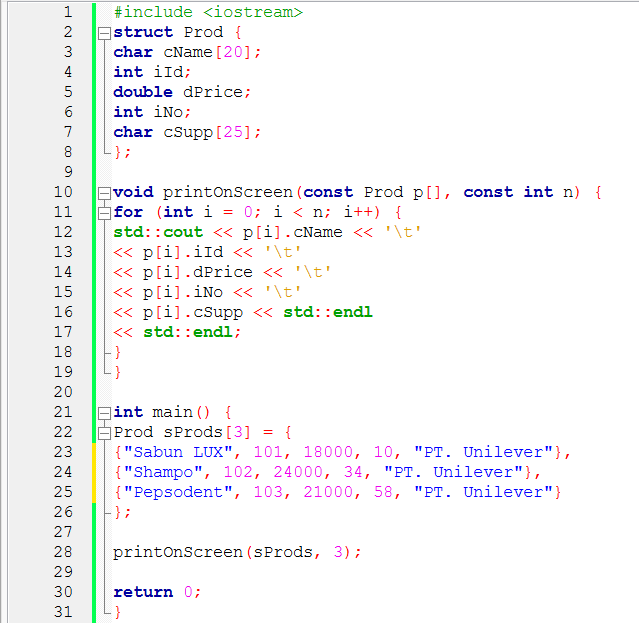 1 #include <iostream>
2 struct Prod {
3 char cName[20];
4 int iId;
5 double dPrice;
6 int iNo;
7 char cSupp[25];
8 };
9
10 void printOnScreen(const Prod p[], const int n) {
11 for (int i = 0; i < n; i++) {
12 std::cout << p[i].cName << '\t'
13 << p[i].iId << '\t'
14 << p[i].dPrice << '\t'
15 << p[i].iNo << '\t'
16 << p[i].cSupp << std::endl
17 << std::endl;
18 }
19 }
20
21 int main() {
22 Prod sProds[3] = {
23 {"Sabun LUX", 101, 18000, 10, "PT. Unilever"},
24 {"Shampo", 102, 24000, 34, "PT. Unilever"},
25 {"Pepsodent", 103, 21000, 58, "PT. Unilever"}
26 };
27
28 printOnScreen(sProds, 3);
29
30 return 0;
31 }